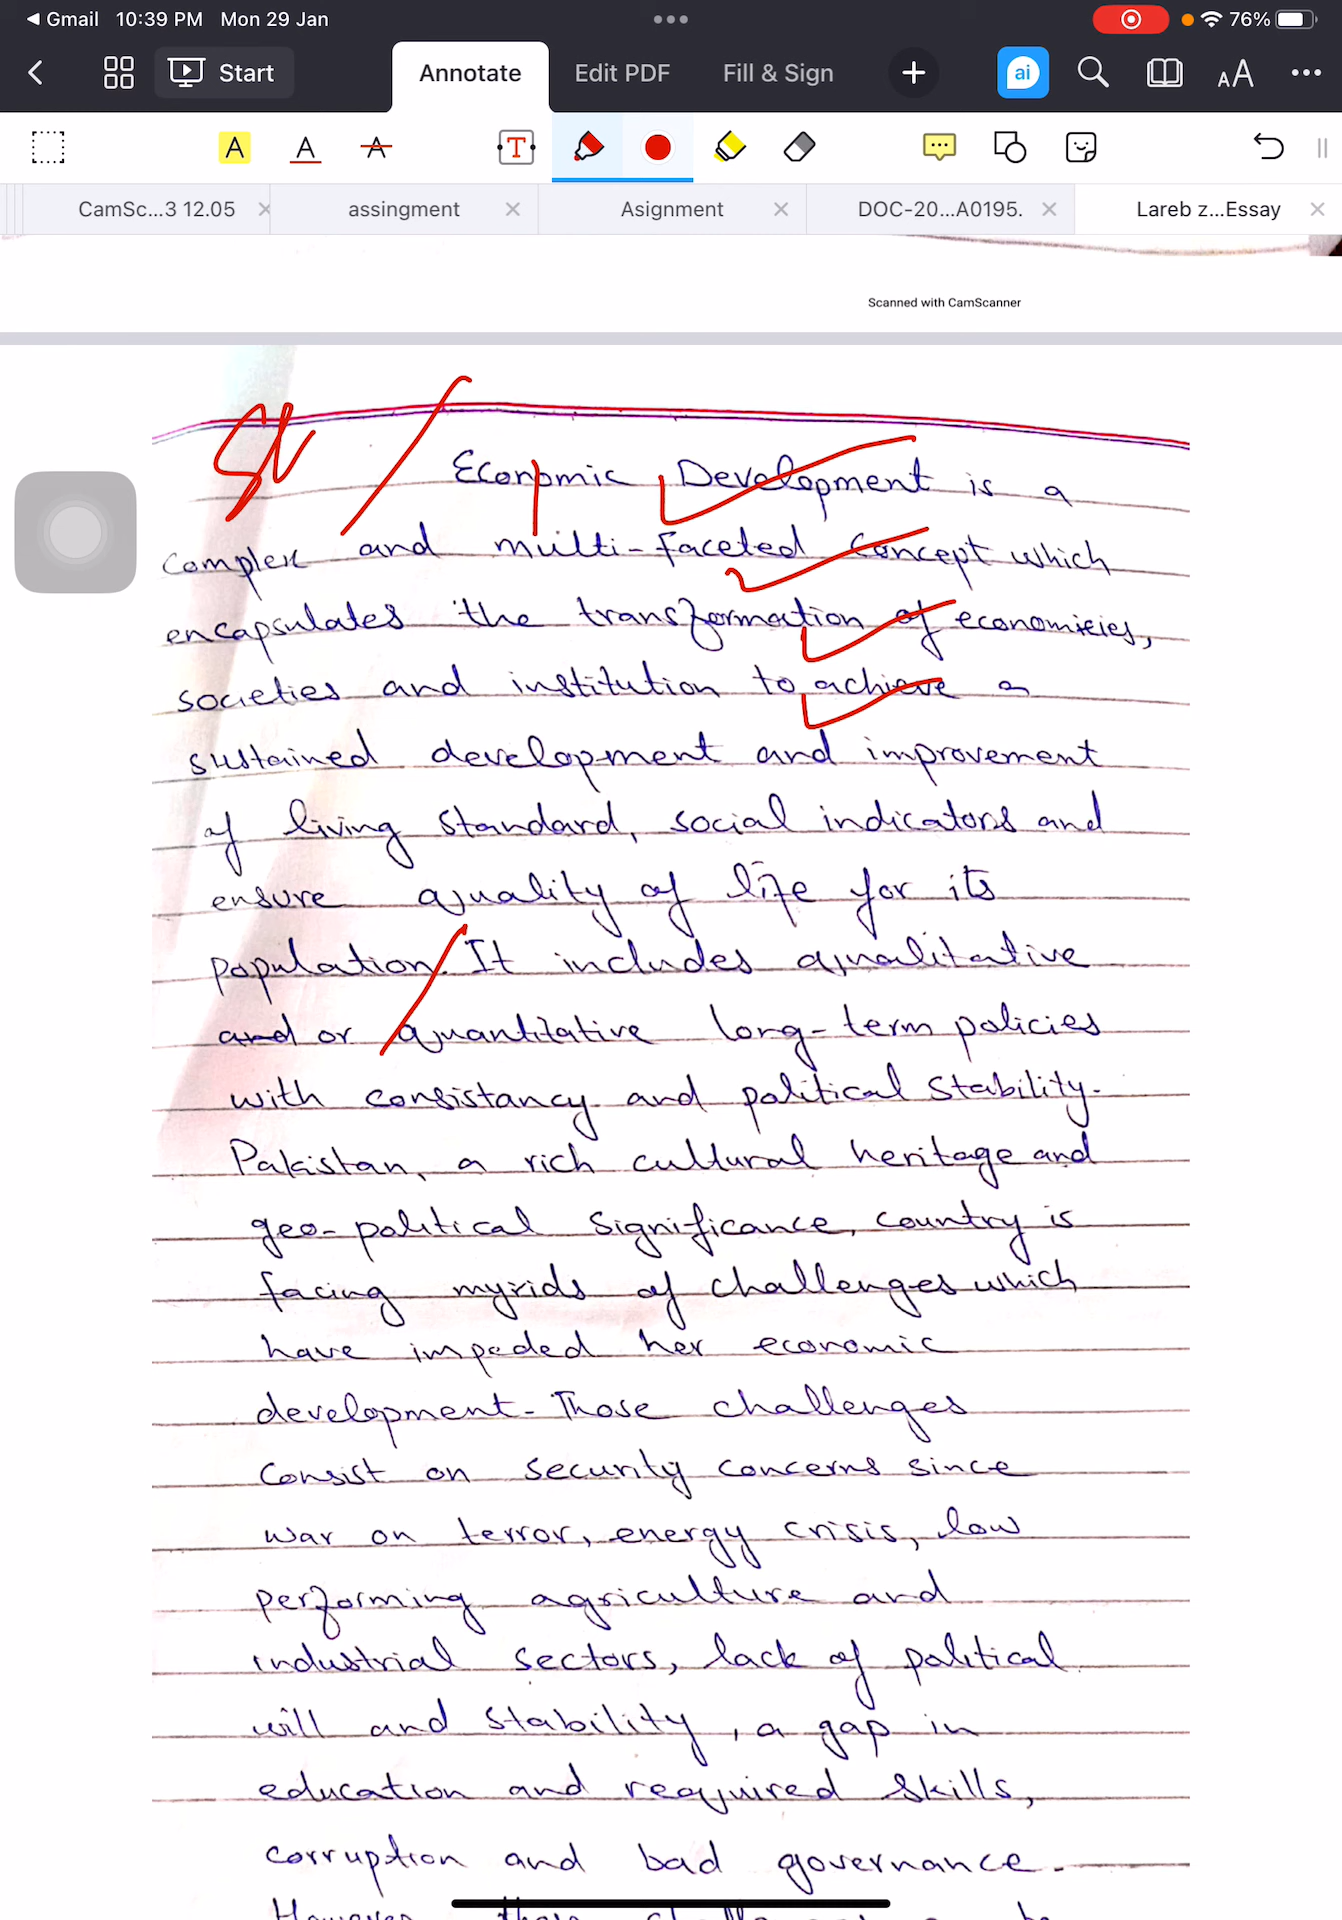 Gmail 10:39 PM Mon 29 Jan 76%
Start Annotate Edit PDF Fill & Sign ai AA
A A A T
CamSc...3 12.05 assingment Asignment DOC-20...A0195. Lareb z...Essay
Scanned with CamScanner
Economic Development is a
complex and multi-faceted concept which
encapsulates the transformation of economicies,
societies and institution to achieve a
sustained development and improvement
of living standard, social indicators and
ensure quality of life for its
population. It includes qualitative
and or quantitative long-term policies
with consistancy and political stability.
Pakistan, a rich cultural heritage and
geo-political significance, country is
facing myrids of challenges which
have impeded her economic
development. Those challenges
consist on security concerns since
war on terror, energy crisis, low
performing agriculture and
industrial sectors, lack of political
will and stability, a gap in
education and required skills,
corruption and bad governance.
However